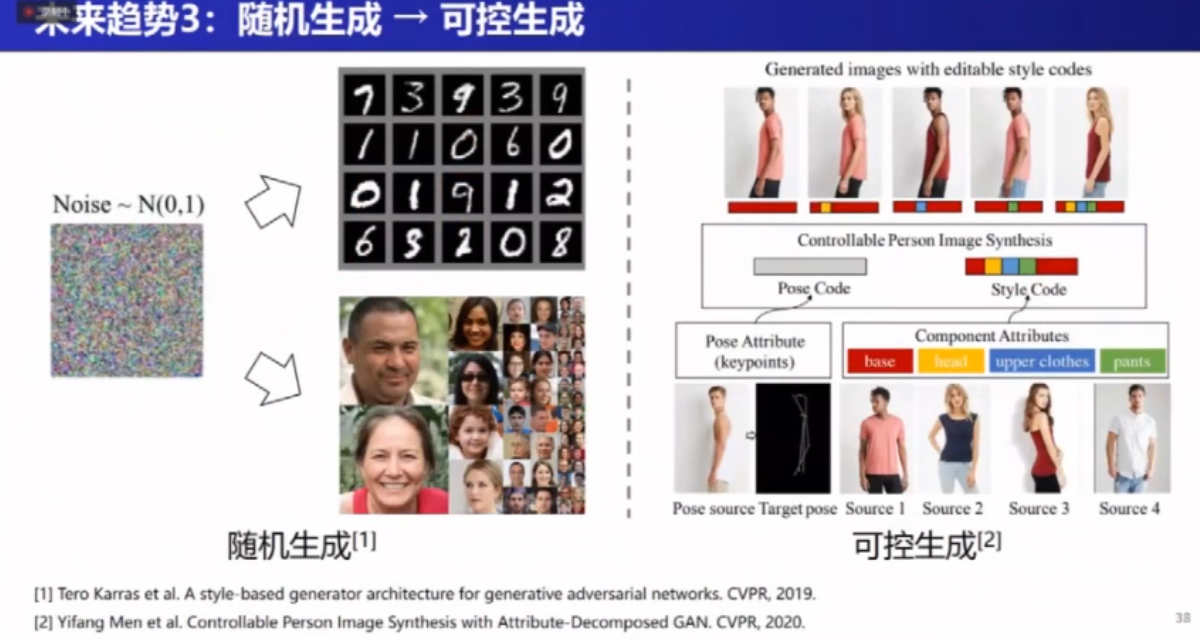 未来趋势3：随机生成 → 可控生成
Noise ~ N(0,1)
7 3 9 3 9
1 1 0 6 0
0 1 9 1 2
6 3 2 0 8
随机生成[1]
Generated images with editable style codes
Controllable Person Image Synthesis
Pose Code
Style Code
Pose Attribute
(keypoints)
Component Attributes
base head upper clothes pants
Pose source Target pose Source 1 Source 2 Source 3 Source 4
可控生成[2]
[1] Tero Karras et al. A style-based generator architecture for generative adversarial networks. CVPR, 2019.
[2] Yifang Men et al. Controllable Person Image Synthesis with Attribute-Decomposed GAN. CVPR, 2020.
38